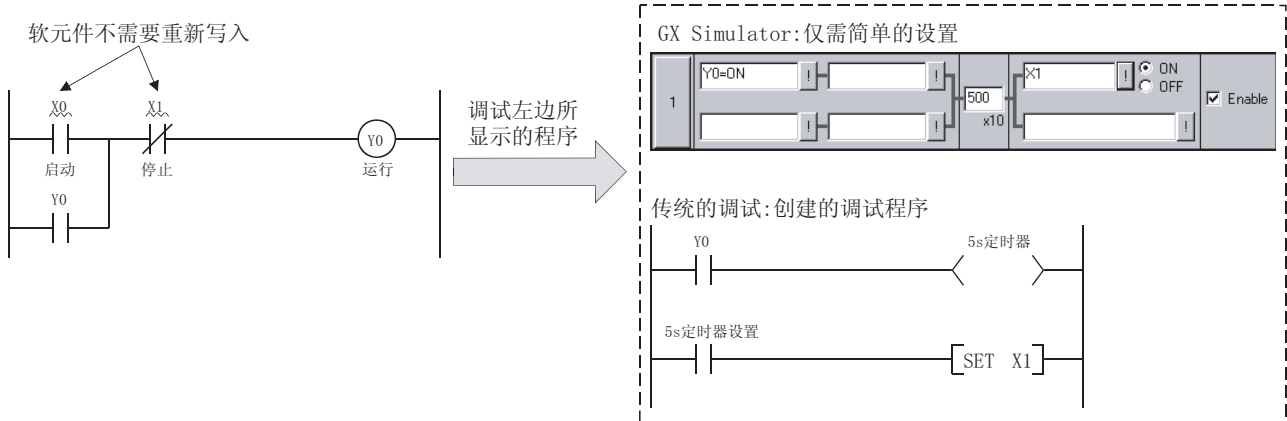 软元件不需要重新写入
X0
X1
Y0
启动
停止
运行
Y0
调试左边所
显示的程序
GX Simulator:仅需简单的设置
1
Y0=ON
!
!
500
x10
X1
!
ON
OFF
Enable
!
!
!
传统的调试:创建的调试程序
Y0
5s定时器
5s定时器设置
SET X1